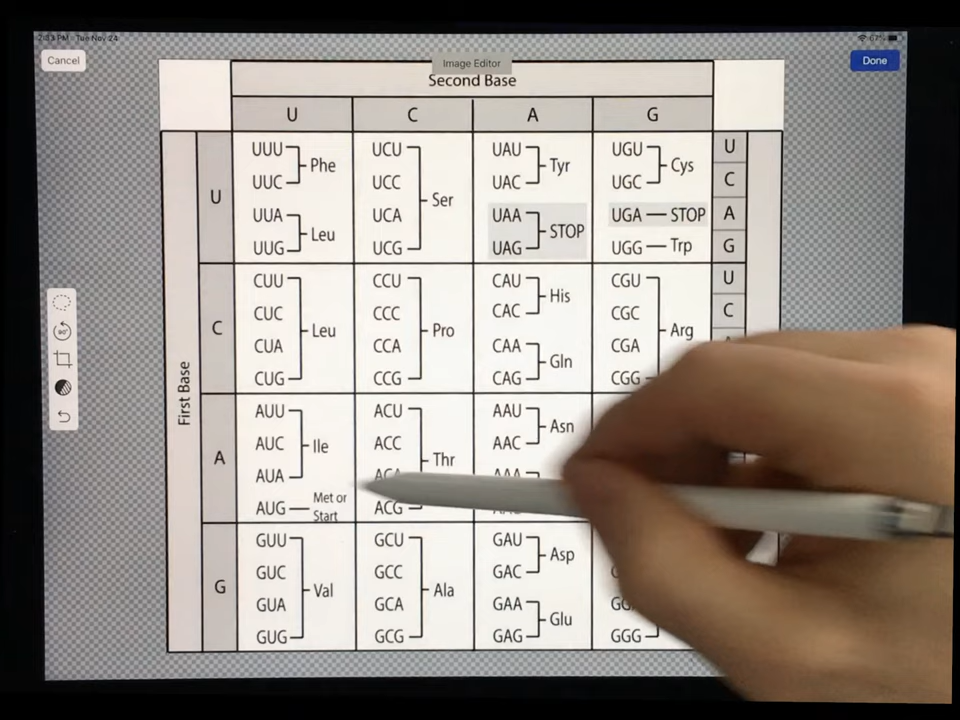 2:33 PM Tue Nov 24
67%
Cancel
Image Editor
Done
Second Base
U C A G
First Base
U
UUU
UUC
Phe
UUA
UUG
Leu
UCU
UCC
UCA
UCG
Ser
UAU
UAC
Tyr
UAA
UAG
STOP
UGU
UGC
Cys
UGA — STOP
UGG — Trp
U
C
A
G
C
CUU
CUC
CUA
CUG
Leu
CCU
CCC
CCA
CCG
Pro
CAU
CAC
His
CAA
CAG
Gln
CGU
CGC
CGA
CGG
Arg
U
C
A
AUU
AUC
AUA
Ile
AUG — Met or
Start
ACU
ACC
ACA
ACG
Thr
AAU
AAC
Asn
AAA
G
GUU
GUC
GUA
GUG
Val
GCU
GCC
GCA
GCG
Ala
GAU
GAC
Asp
GAA
GAG
Glu
GGG
90°